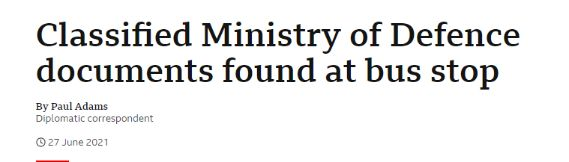 Classified Ministry of Defence
documents found at bus stop
By Paul Adams
Diplomatic correspondent
27 June 2021